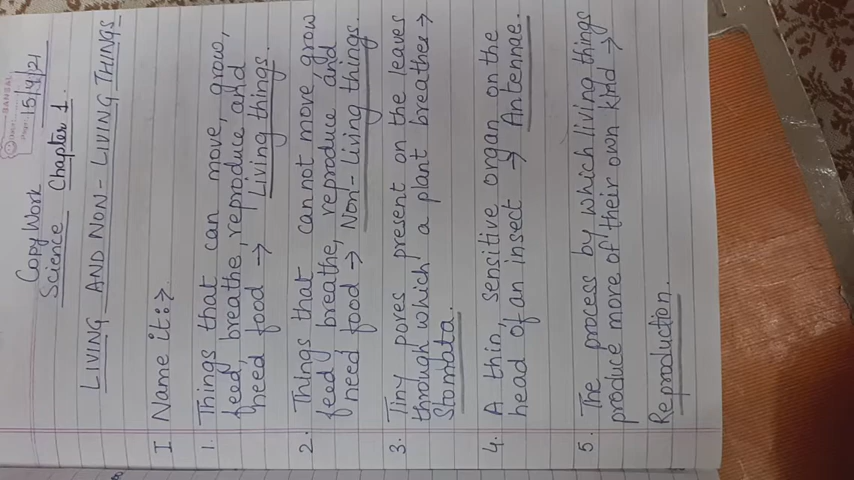 Copy Work
15/4/21
Science Chapter 1.
LIVING AND NON-LIVING THINGS
I Name it:→
1. Things that can move, grow,
feed, breathe, reproduce and
need food → Living things.
2. Things that cannot move, grow
feed breathe, reproduce and
need food → Non-living things.
3. Tiny pores present on the leaves
through which a plant breathes →
Stomata.
4. A thin, sensitive organ on the
head of an insect → Antennae.
5. The process by which living things
produce more of their own kind →
Reproduction.